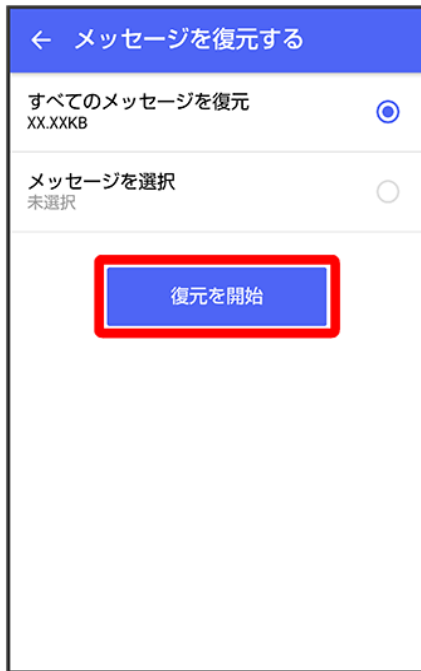 ← メッセージを復元する
すべてのメッセージを復元
XX.XXKB
メッセージを選択
未選択
復元を開始